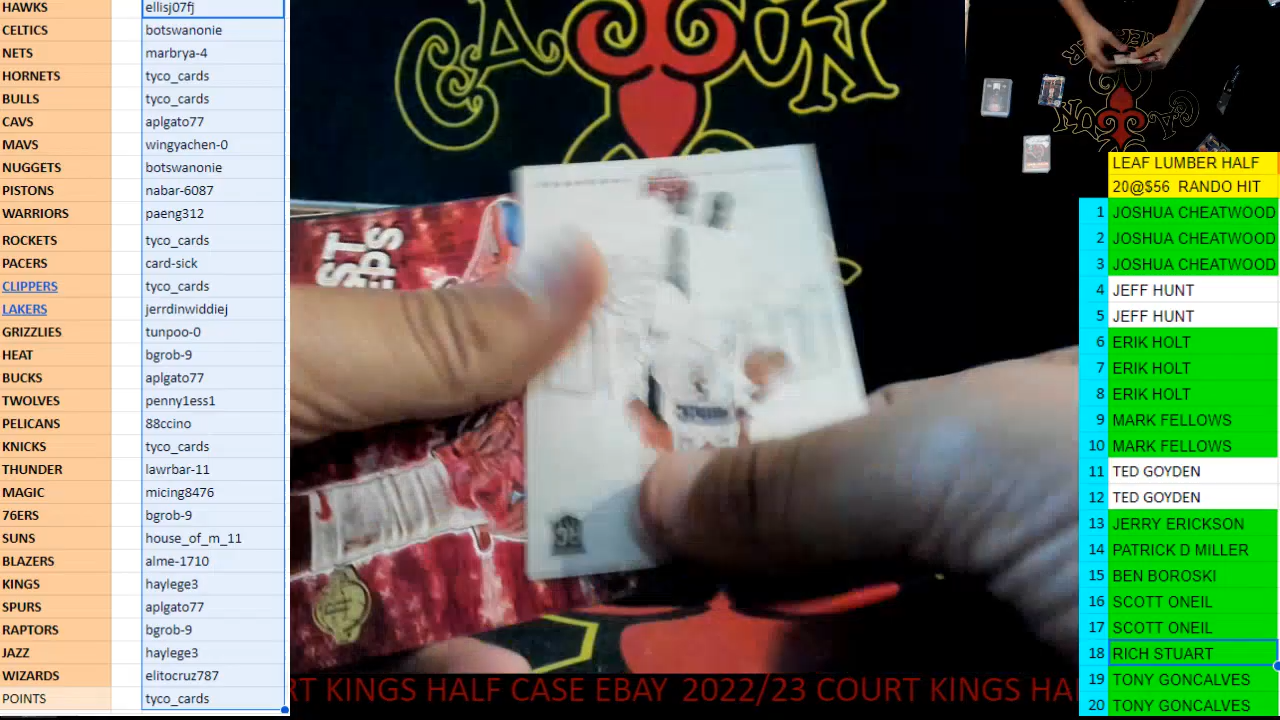 HAWKS ellisj07fj
CELTICS botswanonie
NETS marbrya-4
HORNETS tyco_cards
BULLS tyco_cards
CAVS aplgato77
MAVS wingyachen-0
NUGGETS botswanonie
PISTONS nabar-6087
WARRIORS paeng312
ROCKETS tyco_cards
PACERS card-sick
CLIPPERS tyco_cards
LAKERS jerrdinwiddiej
GRIZZLIES tunpoo-0
HEAT bgrob-9
BUCKS aplgato77
TWOLVES penny1ess1
PELICANS 88ccino
KNICKS tyco_cards
THUNDER lawrbar-11
MAGIC micing8476
76ERS bgrob-9
SUNS house_of_m_11
BLAZERS alme-1710
KINGS haylege3
SPURS aplgato77
RAPTORS bgrob-9
JAZZ haylege3
WIZARDS elitocruz787
POINTS tyco_cards
LEAF LUMBER HALF
20@$56 RANDO HIT
1 JOSHUA CHEATWOOD
2 JOSHUA CHEATWOOD
3 JOSHUA CHEATWOOD
4 JEFF HUNT
5 JEFF HUNT
6 ERIK HOLT
7 ERIK HOLT
8 ERIK HOLT
9 MARK FELLOWS
10 MARK FELLOWS
11 TED GOYDEN
12 TED GOYDEN
13 JERRY ERICKSON
14 PATRICK D MILLER
15 BEN BOROSKI
16 SCOTT ONEIL
17 SCOTT ONEIL
18 RICH STUART
19 TONY GONCALVES
20 TONY GONCALVES
RT KINGS HALF CASE EBAY 2022/23 COURT KINGS HA